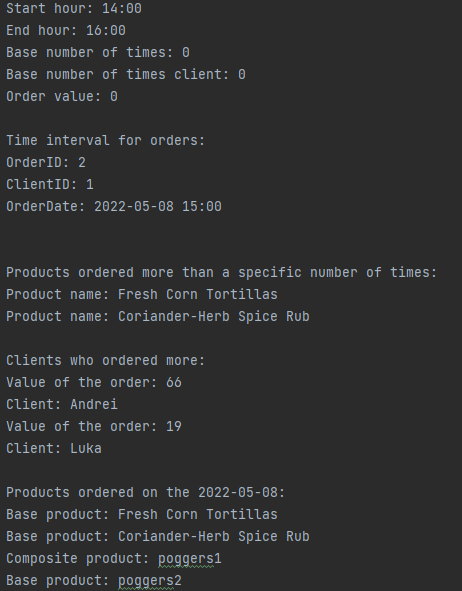 Start hour: 14:00
End hour: 16:00
Base number of times: 0
Base number of times client: 0
Order value: 0
Time interval for orders:
OrderID: 2
ClientID: 1
OrderDate: 2022-05-08 15:00
Products ordered more than a specific number of times:
Product name: Fresh Corn Tortillas
Product name: Coriander-Herb Spice Rub
Clients who ordered more:
Value of the order: 66
Client: Andrei
Value of the order: 19
Client: Luka
Products ordered on the 2022-05-08:
Base product: Fresh Corn Tortillas
Base product: Coriander-Herb Spice Rub
Composite product: poggers1
Base product: poggers2